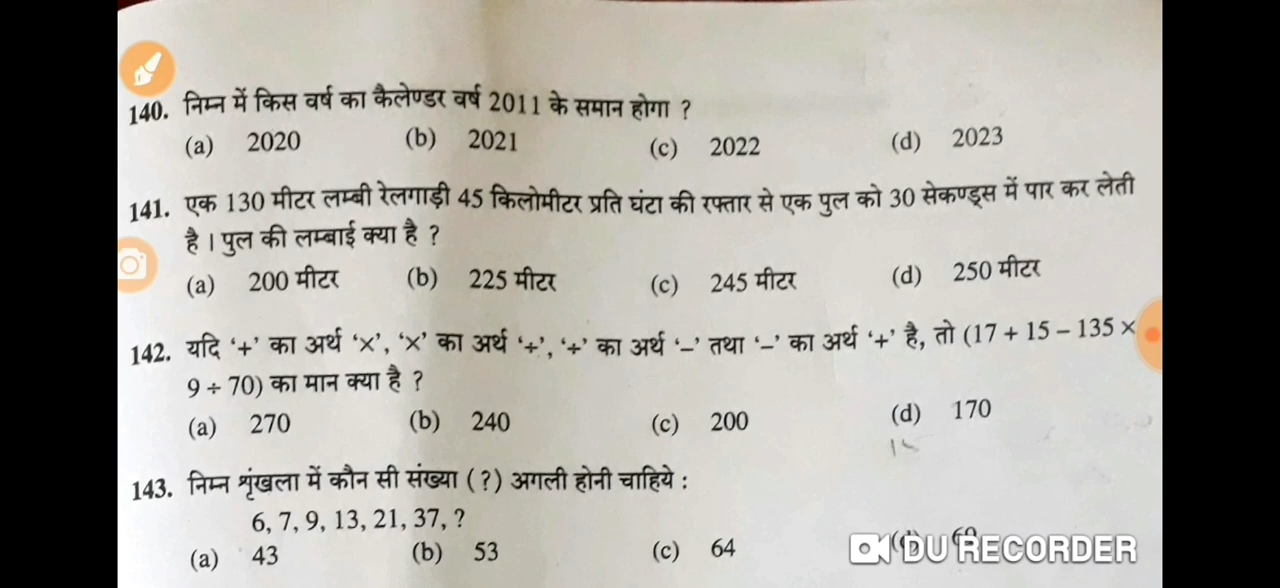 140. निम्न में किस वर्ष का कैलेण्डर वर्ष 2011 के समान होगा ?
(a) 2020 (b) 2021 (c) 2022 (d) 2023
141. एक 130 मीटर लम्बी रेलगाड़ी 45 किलोमीटर प्रति घंटा की रफ्तार से एक पुल को 30 सेकण्ड्स में पार कर लेती
है । पुल की लम्बाई क्या है ?
(a) 200 मीटर (b) 225 मीटर (c) 245 मीटर (d) 250 मीटर
142. यदि ‘+’ का अर्थ ‘×’, ‘×’ का अर्थ ‘÷’, ‘÷’ का अर्थ ‘–’ तथा ‘–’ का अर्थ ‘+’ है, तो (17 + 15 – 135 ×
9 ÷ 70) का मान क्या है ?
(a) 270 (b) 240 (c) 200 (d) 170
15
143. निम्न शृंखला में कौन सी संख्या (?) अगली होनी चाहिये :
6, 7, 9, 13, 21, 37, ?
(a) 43 (b) 53 (c) 64 (d)
DU RECORDER